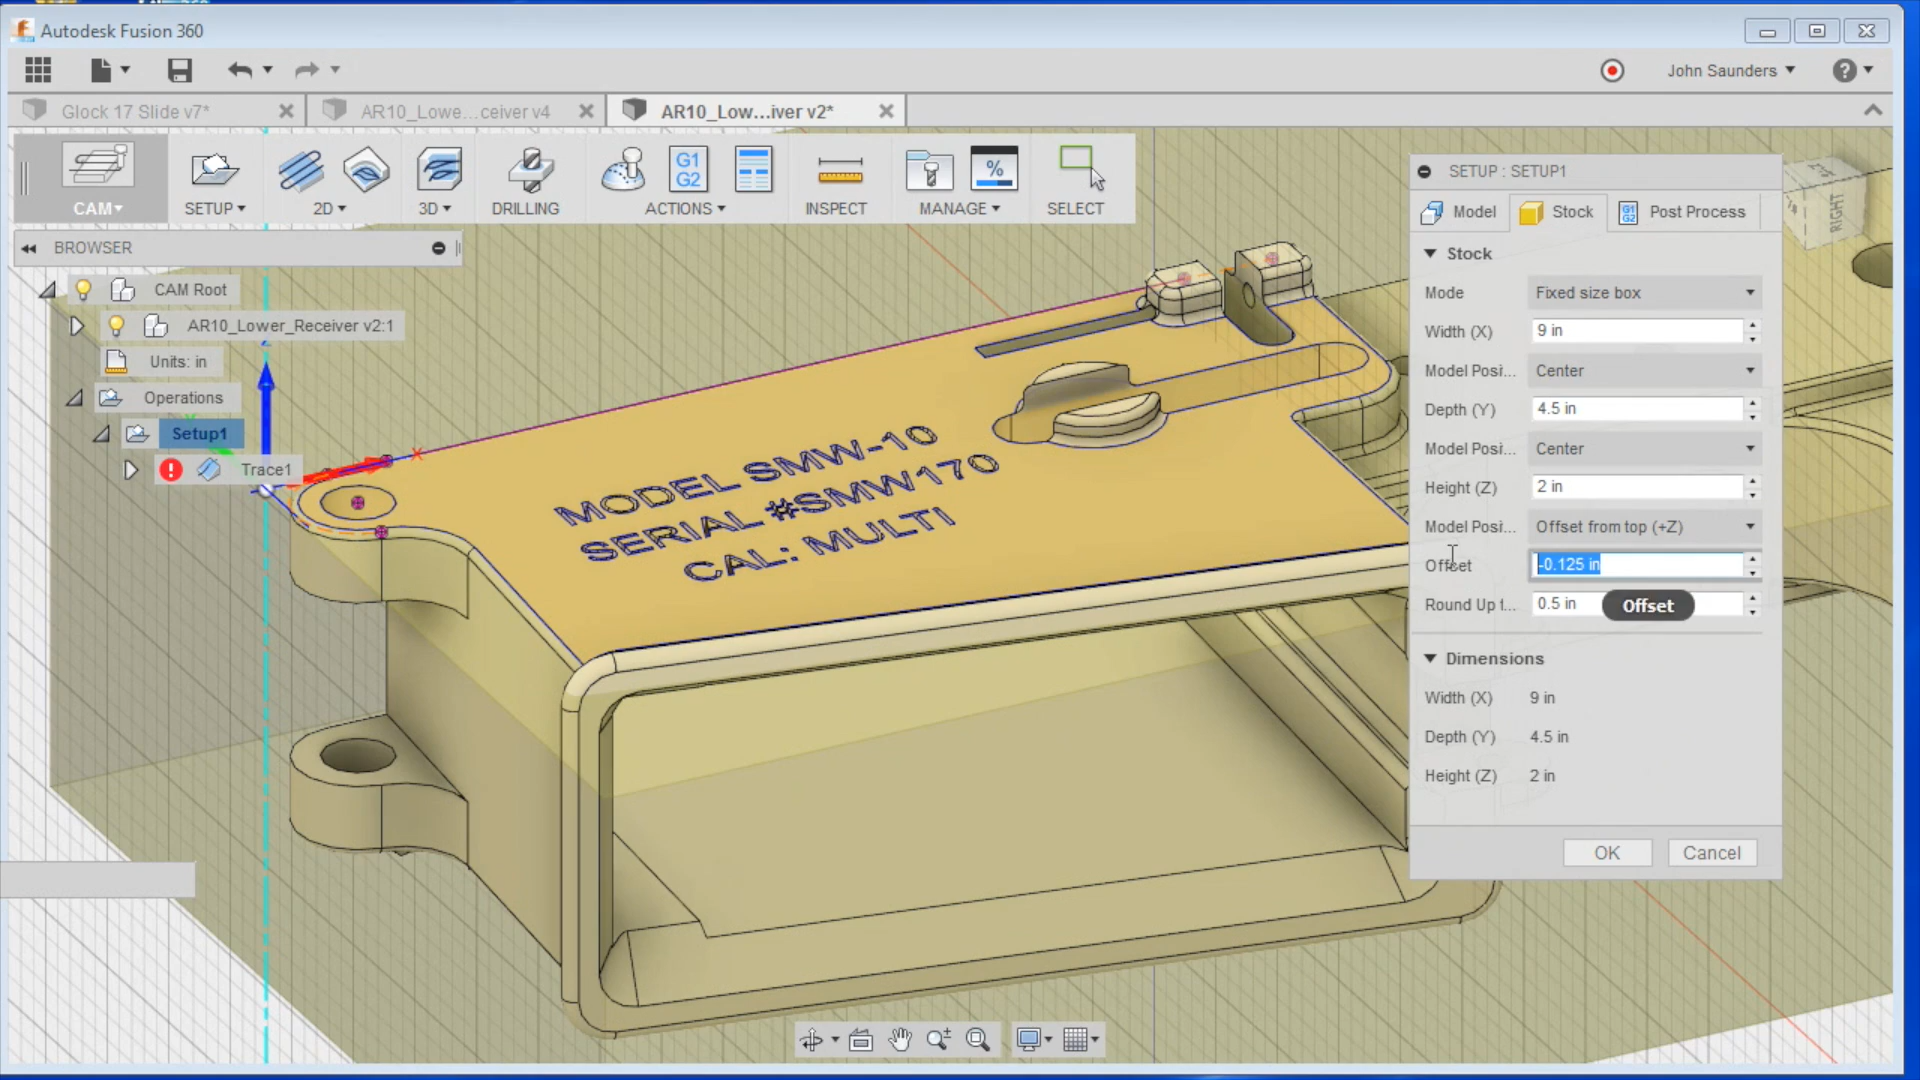 Autodesk Fusion 360
John Saunders
Glock 17 Slide v7*
AR10_Lowe...ceiver v4
AR10_Low...iver v2*
G1
G2
%
CAM
SETUP
2D
3D
DRILLING
ACTIONS
INSPECT
MANAGE
SELECT
BROWSER
CAM Root
AR10_Lower_Receiver v2:1
Units: in
Operations
Setup1
Trace1
MODEL SMW-10
SERIAL #SMW170
CAL: MULTI
RIGHT
SETUP : SETUP1
Model
Stock
G1
G2
Post Process
Stock
Mode
Fixed size box
Width (X)
9 in
Model Posi...
Center
Depth (Y)
4.5 in
Model Posi...
Center
Height (Z)
2 in
Model Posi...
Offset from top (+Z)
Offset
-0.125 in
Round Up t...
0.5 in
Offset
Dimensions
Width (X)
9 in
Depth (Y)
4.5 in
Height (Z)
2 in
OK
Cancel